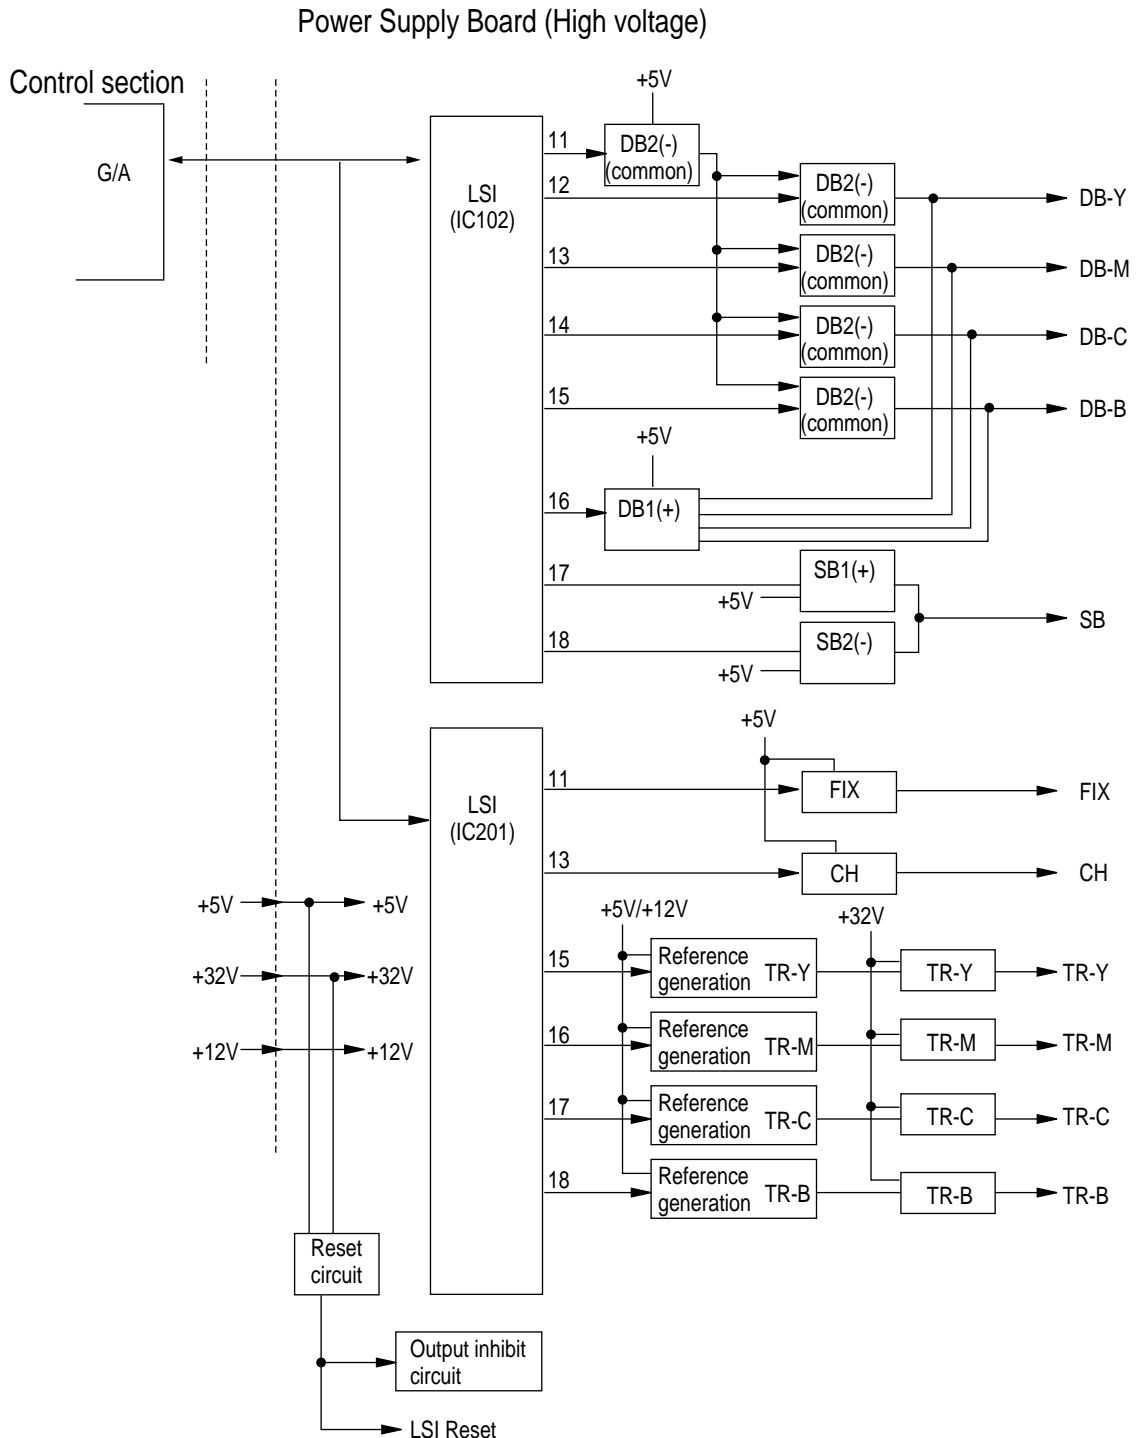 Power Supply Board (High voltage)
Control section
G/A
LSI
(IC102)
+5V
11
DB2(-)
(common)
12
DB2(-)
(common)
DB-Y
13
DB2(-)
(common)
DB-M
14
DB2(-)
(common)
DB-C
15
DB2(-)
(common)
DB-B
+5V
16
DB1(+)
17
SB1(+)
+5V
SB
18
SB2(-)
+5V
LSI
(IC201)
+5V
11
FIX
FIX
13
CH
CH
+5V
+5V
+32V
+32V
+12V
+12V
+5V/+12V
+32V
15
Reference
generation
TR-Y
TR-Y
TR-Y
16
Reference
generation
TR-M
TR-M
TR-M
17
Reference
generation
TR-C
TR-C
TR-C
18
Reference
generation
TR-B
TR-B
TR-B
Reset
circuit
Output inhibit
circuit
LSI Reset